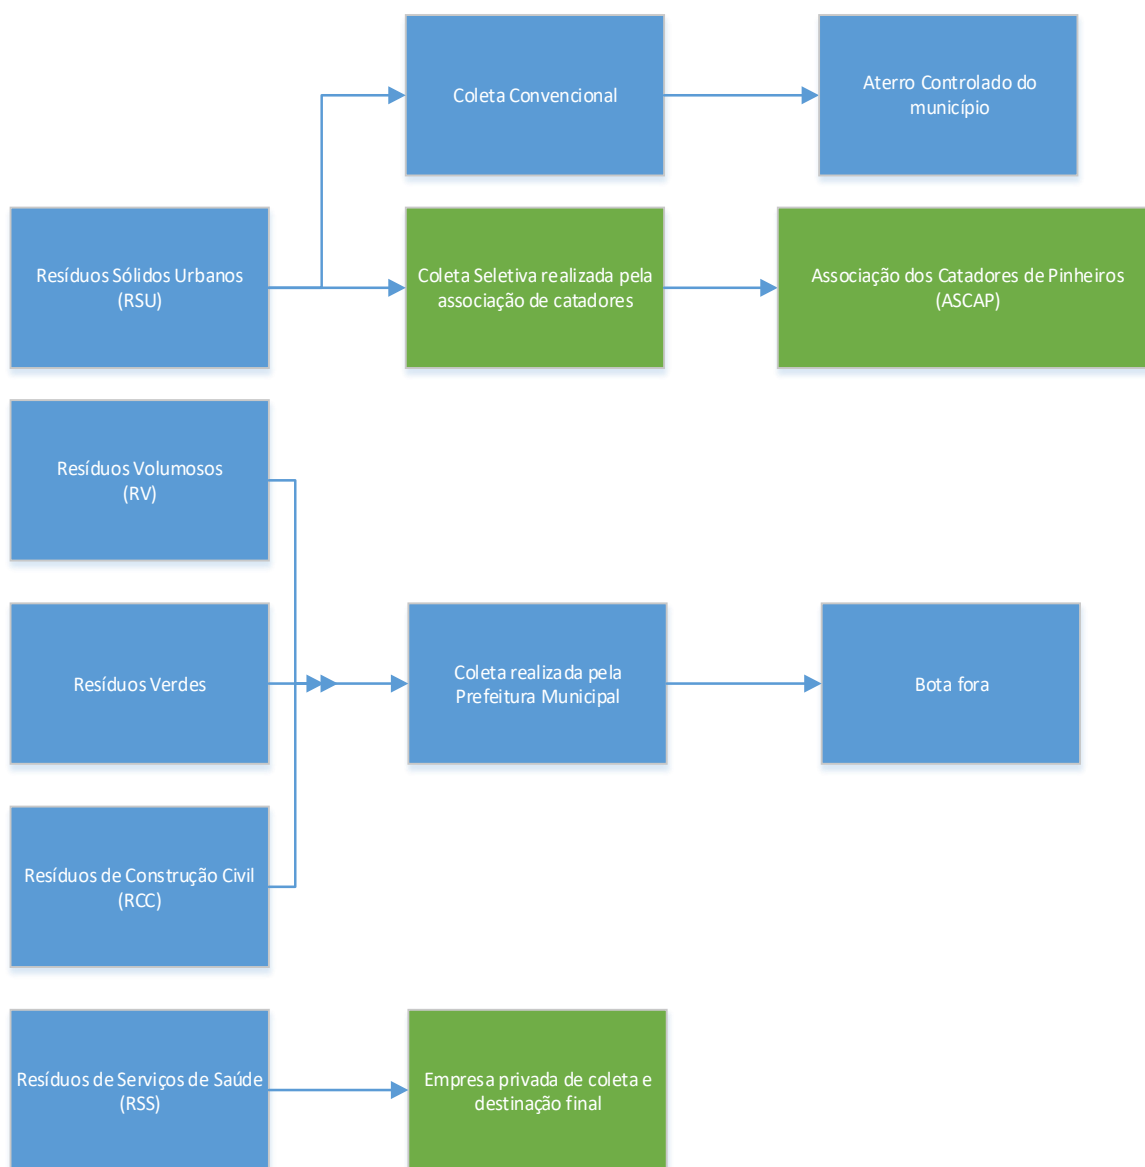 Coleta Convencional
Aterro Controlado do
município
Resíduos Sólidos Urbanos
(RSU)
Coleta Seletiva realizada pela
associação de catadores
Associação dos Catadores de Pinheiros
(ASCAP)
Resíduos Volumosos
(RV)
Resíduos Verdes
Coleta realizada pela
Prefeitura Municipal
Bota fora
Resíduos de Construção Civil
(RCC)
Resíduos de Serviços de Saúde
(RSS)
Empresa privada de coleta e
destinação final